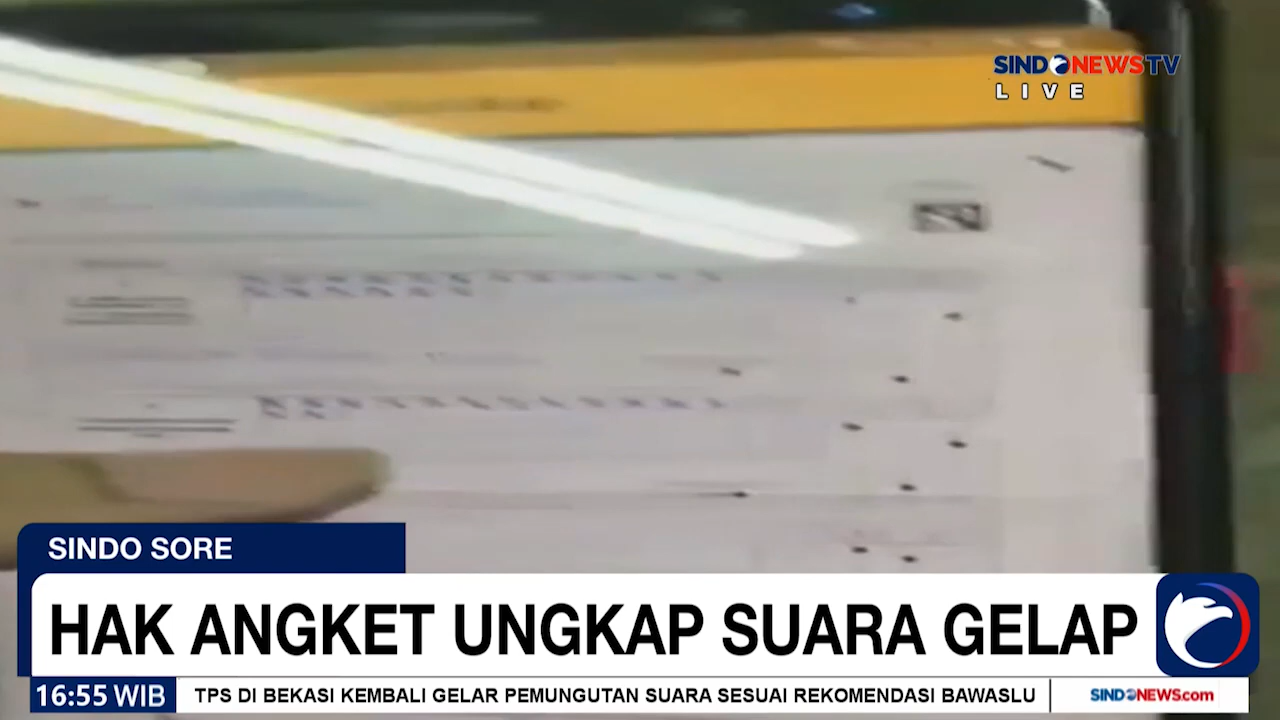 SINDONEWSTV
LIVE
SINDO SORE
HAK ANGKET UNGKAP SUARA GELAP
16:55 WIB
TPS DI BEKASI KEMBALI GELAR PEMUNGUTAN SUARA SESUAI REKOMENDASI BAWASLU
SINDONEWS.com